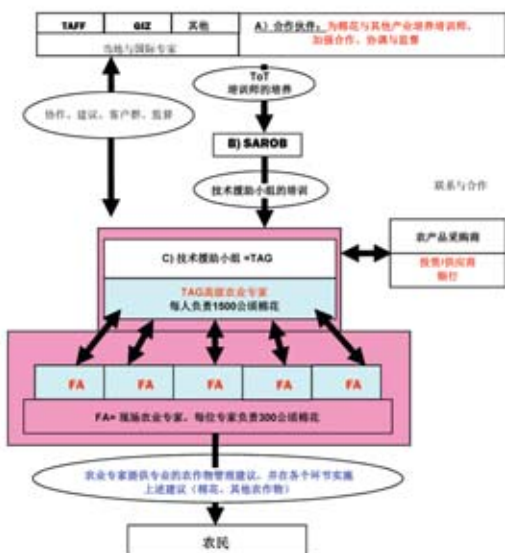 TAFF GIZ 其他
当地与国际专家
A）合作伙伴：为棉花与其他产业培养培训师、
加强合作、协调与监督
ToT
培训师的培养
协作、建议、客户群、监督
B) SAROB
技术援助小组的培训
联系与合作
C) 技术援助小组 =TAG
农产品采购商
投资/供应商
银行
TAG高级农业专家
每人负责1500公顷棉花
FA FA FA FA FA
FA= 现场农业专家，每位专家负责300公顷棉花
农业专家提供专业的农作物管理建议，并在各个环节实施
上述建议（棉花、其他农作物）
农民